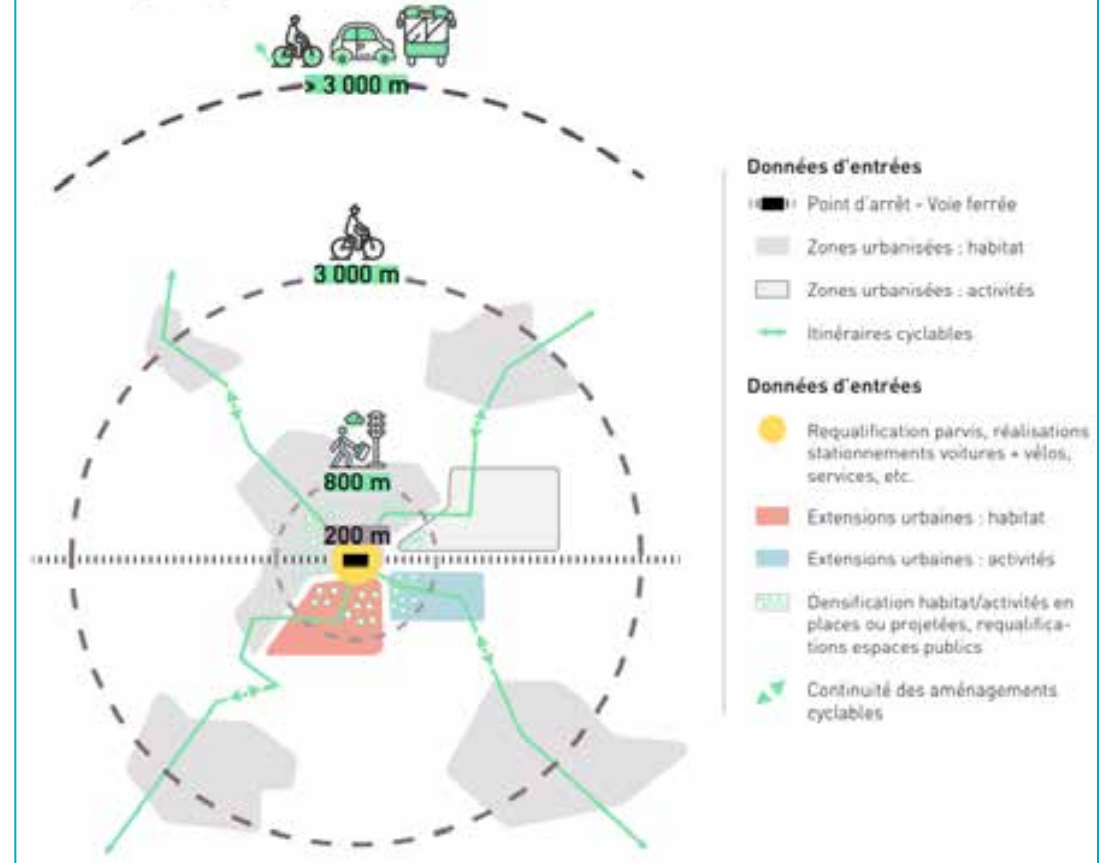 > 3 000 m
3 000 m
800 m
200 m
Données d'entrées
Point d'arrêt - Voie ferrée
Zones urbanisées : habitat
Zones urbanisées : activités
Itinéraires cyclables
Données d'entrées
Requalification parvis, réalisations
stationnements voitures + vélos,
services, etc.
Extensions urbaines : habitat
Extensions urbaines : activités
Densification habitat/activités en
places ou projetées, requalifica-
tions espaces publics
Continuité des aménagements
cyclables